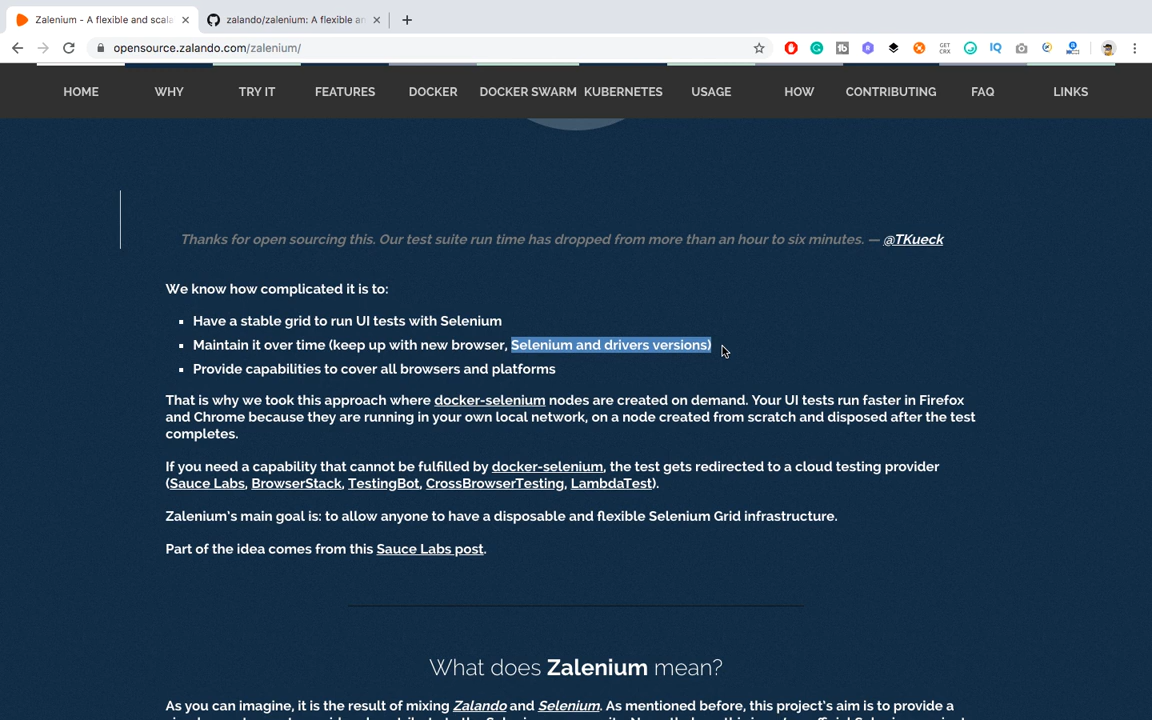 Zalenium - A flexible and scala
zalando/zalenium: A flexible an
opensource.zalando.com/zalenium/
GET CRX
IQ
HOME WHY TRY IT FEATURES DOCKER DOCKER SWARM KUBERNETES USAGE HOW CONTRIBUTING FAQ LINKS
Thanks for open sourcing this. Our test suite run time has dropped from more than an hour to six minutes. — @TKueck
We know how complicated it is to:
Have a stable grid to run UI tests with Selenium
Maintain it over time (keep up with new browser, Selenium and drivers versions)
Provide capabilities to cover all browsers and platforms
That is why we took this approach where docker-selenium nodes are created on demand. Your UI tests run faster in Firefox
and Chrome because they are running in your own local network, on a node created from scratch and disposed after the test
completes.
If you need a capability that cannot be fulfilled by docker-selenium, the test gets redirected to a cloud testing provider
(Sauce Labs, BrowserStack, TestingBot, CrossBrowserTesting, LambdaTest).
Zalenium's main goal is: to allow anyone to have a disposable and flexible Selenium Grid infrastructure.
Part of the idea comes from this Sauce Labs post.
What does Zalenium mean?
As you can imagine, it is the result of mixing Zalando and Selenium. As mentioned before, this project's aim is to provide a